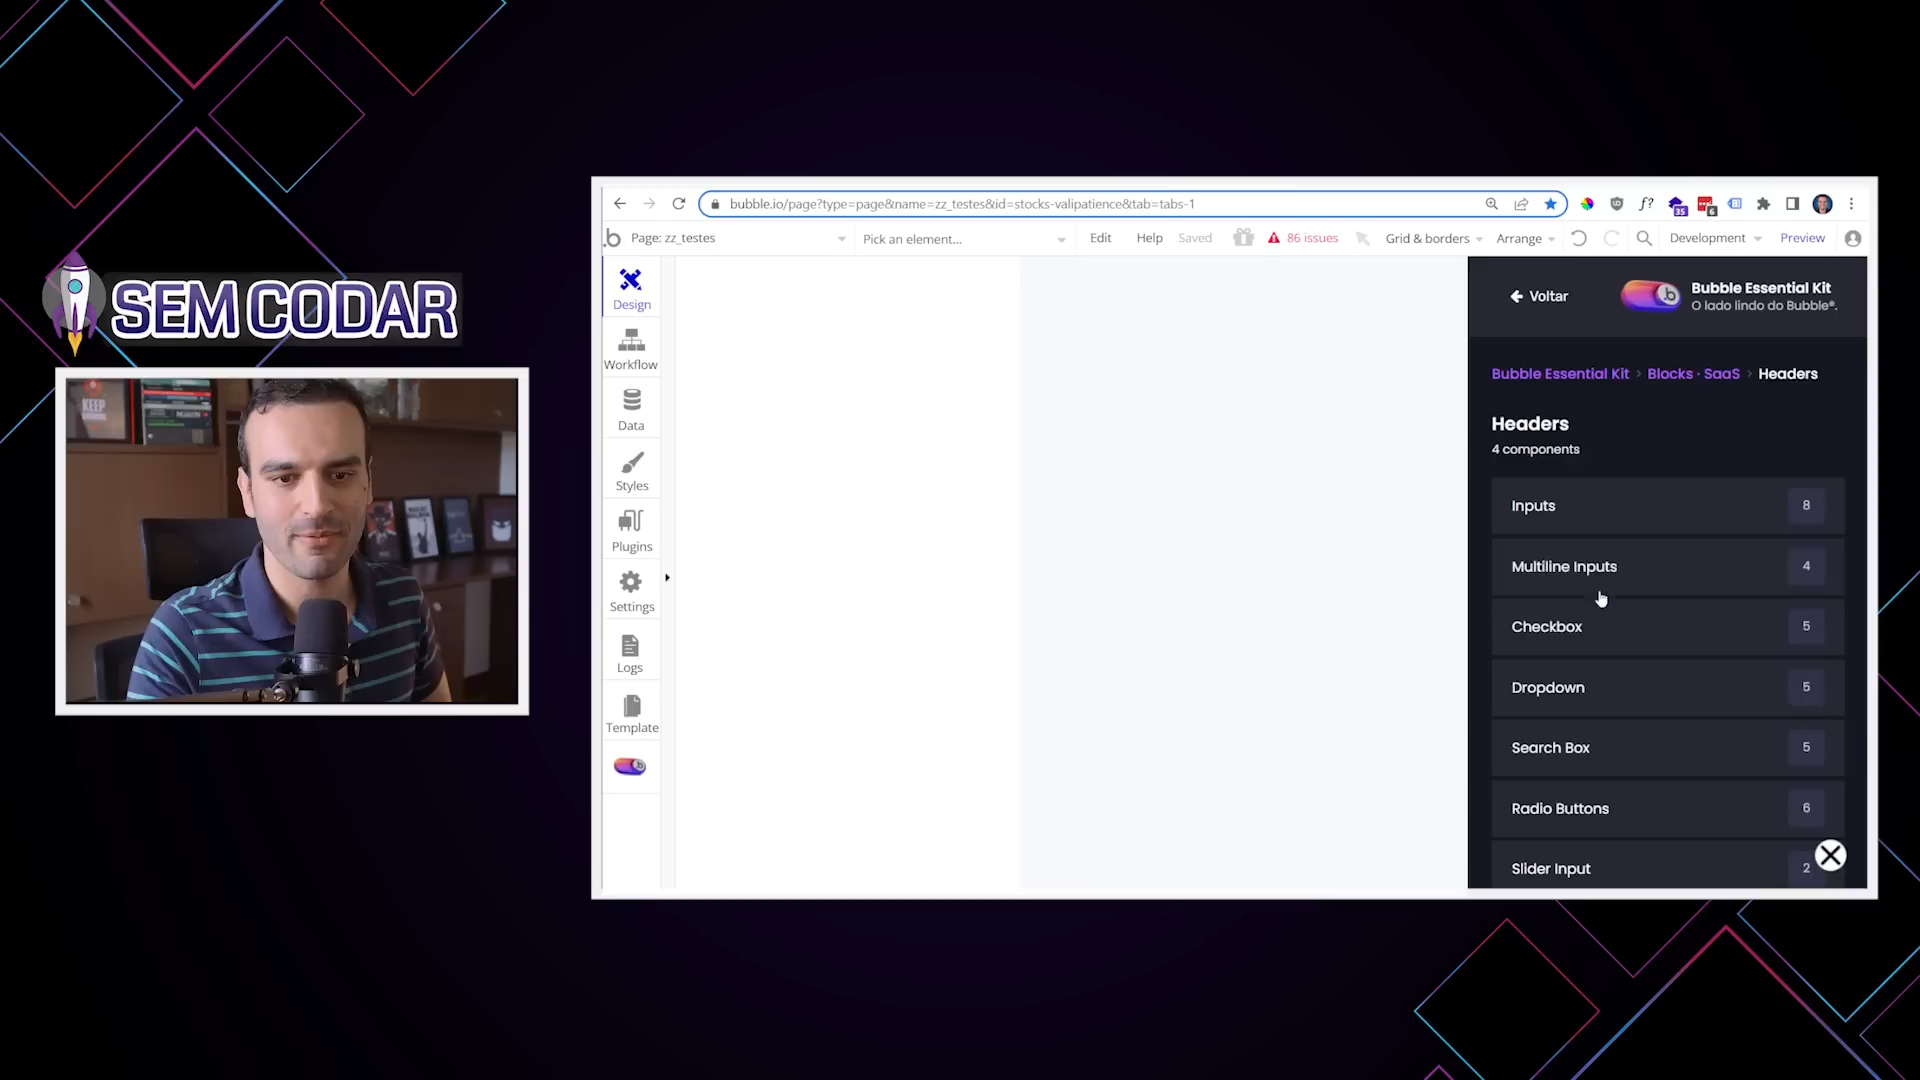 SEM CODAR
KEEP
bubble.io/page?type=page&name=zz_testes&id=stocks-valipatience&tab=tabs-1
f?
35
6
.b
Page: zz_testes
Pick an element...
Edit
Help
Saved
86 issues
Grid & borders
Arrange
Development
Preview
Design
Workflow
Data
Styles
Plugins
Settings
Logs
Template
Voltar
.b
Bubble Essential Kit
O lado lindo do Bubble®.
Bubble Essential Kit > Blocks · SaaS > Headers
Headers
4 components
Inputs 8
Multiline Inputs 4
Checkbox 5
Dropdown 5
Search Box 5
Radio Buttons 6
Slider Input 2